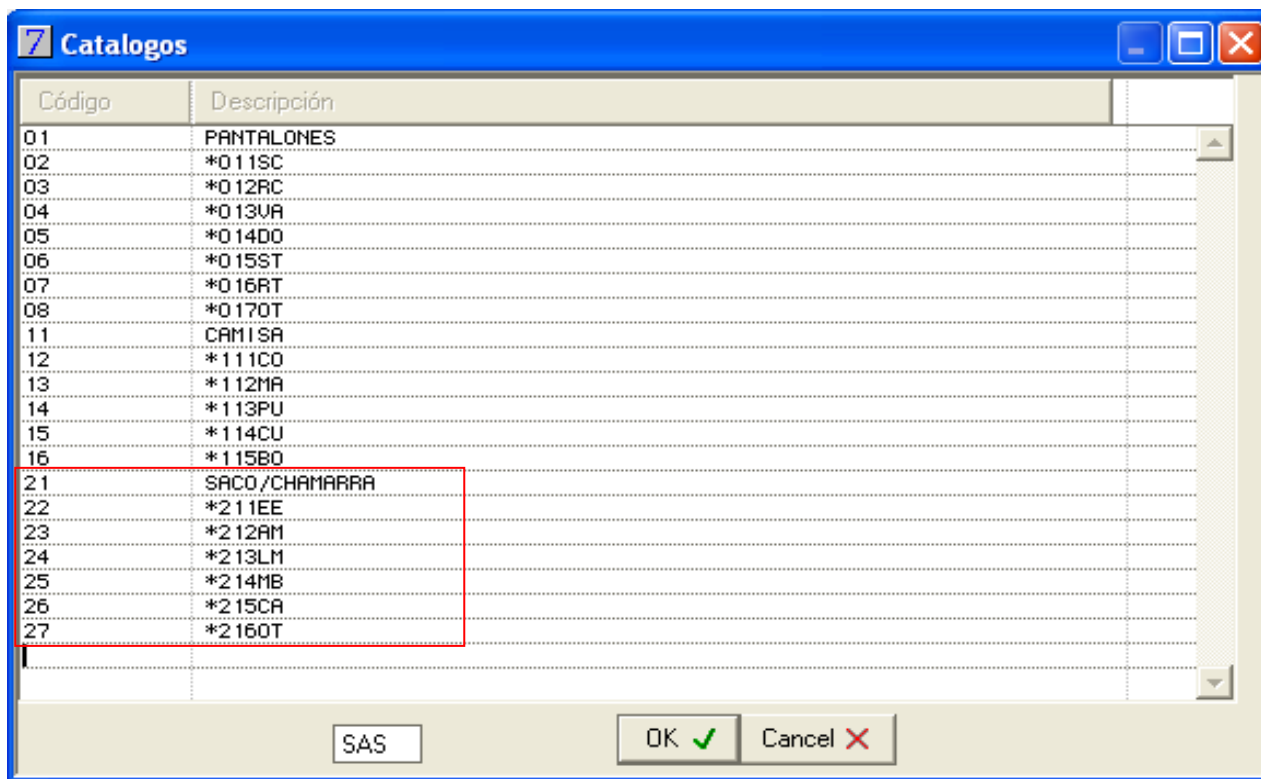 7 Catalogos
Código Descripción
01 PANTALONES
02 *011SC
03 *012RC
04 *013VA
05 *014DO
06 *015ST
07 *016RT
08 *017OT
11 CAMISA
12 *111CO
13 *112MA
14 *113PU
15 *114CU
16 *115BO
21 SACO/CHAMARRA
22 *211EE
23 *212AM
24 *213LM
25 *214MB
26 *215CA
27 *216OT
SAS OK Cancel